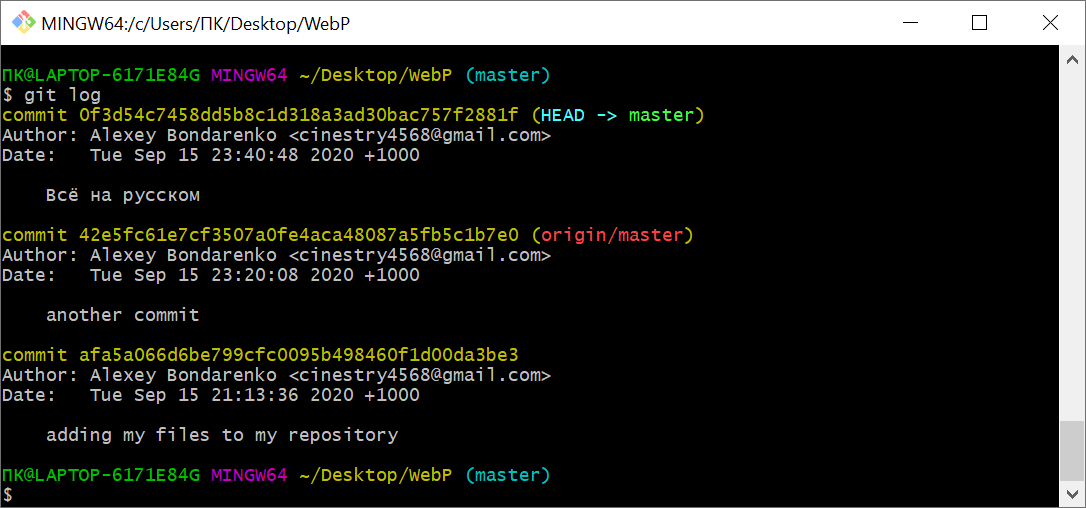 MINGW64:/c/Users/ПК/Desktop/WebP
ПК@LAPTOP-6171E84G MINGW64 ~/Desktop/WebP (master)
$ git log
commit 0f3d54c7458dd5b8c1d318a3ad30bac757f2881f (HEAD -> master)
Author: Alexey Bondarenko <cinestry4568@gmail.com>
Date:   Tue Sep 15 23:40:48 2020 +1000
Всё на русском
commit 42e5fc61e7cf3507a0fe4aca48087a5fb5c1b7e0 (origin/master)
Author: Alexey Bondarenko <cinestry4568@gmail.com>
Date:   Tue Sep 15 23:20:08 2020 +1000
another commit
commit afa5a066d6be799cfc0095b498460f1d00da3be3
Author: Alexey Bondarenko <cinestry4568@gmail.com>
Date:   Tue Sep 15 21:13:36 2020 +1000
adding my files to my repository
ПК@LAPTOP-6171E84G MINGW64 ~/Desktop/WebP (master)
$